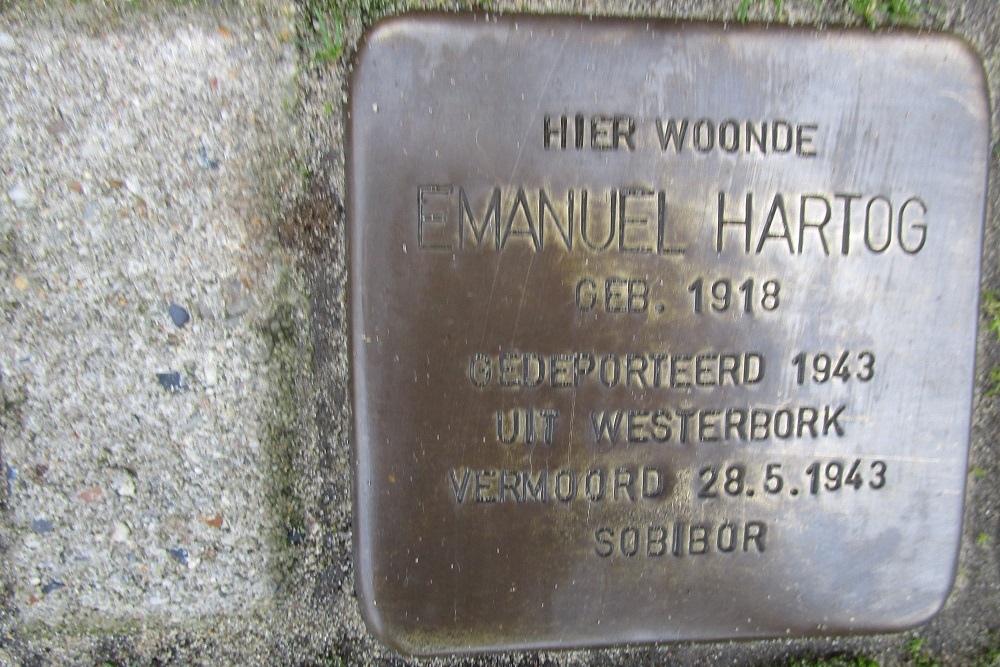 HIER WOONDE
EMANUEL HARTOG
GEB. 1918
GEDEPORTEERD 1943
UIT WESTERBORK
VERMOORD 28.5.1943
SOBIBOR